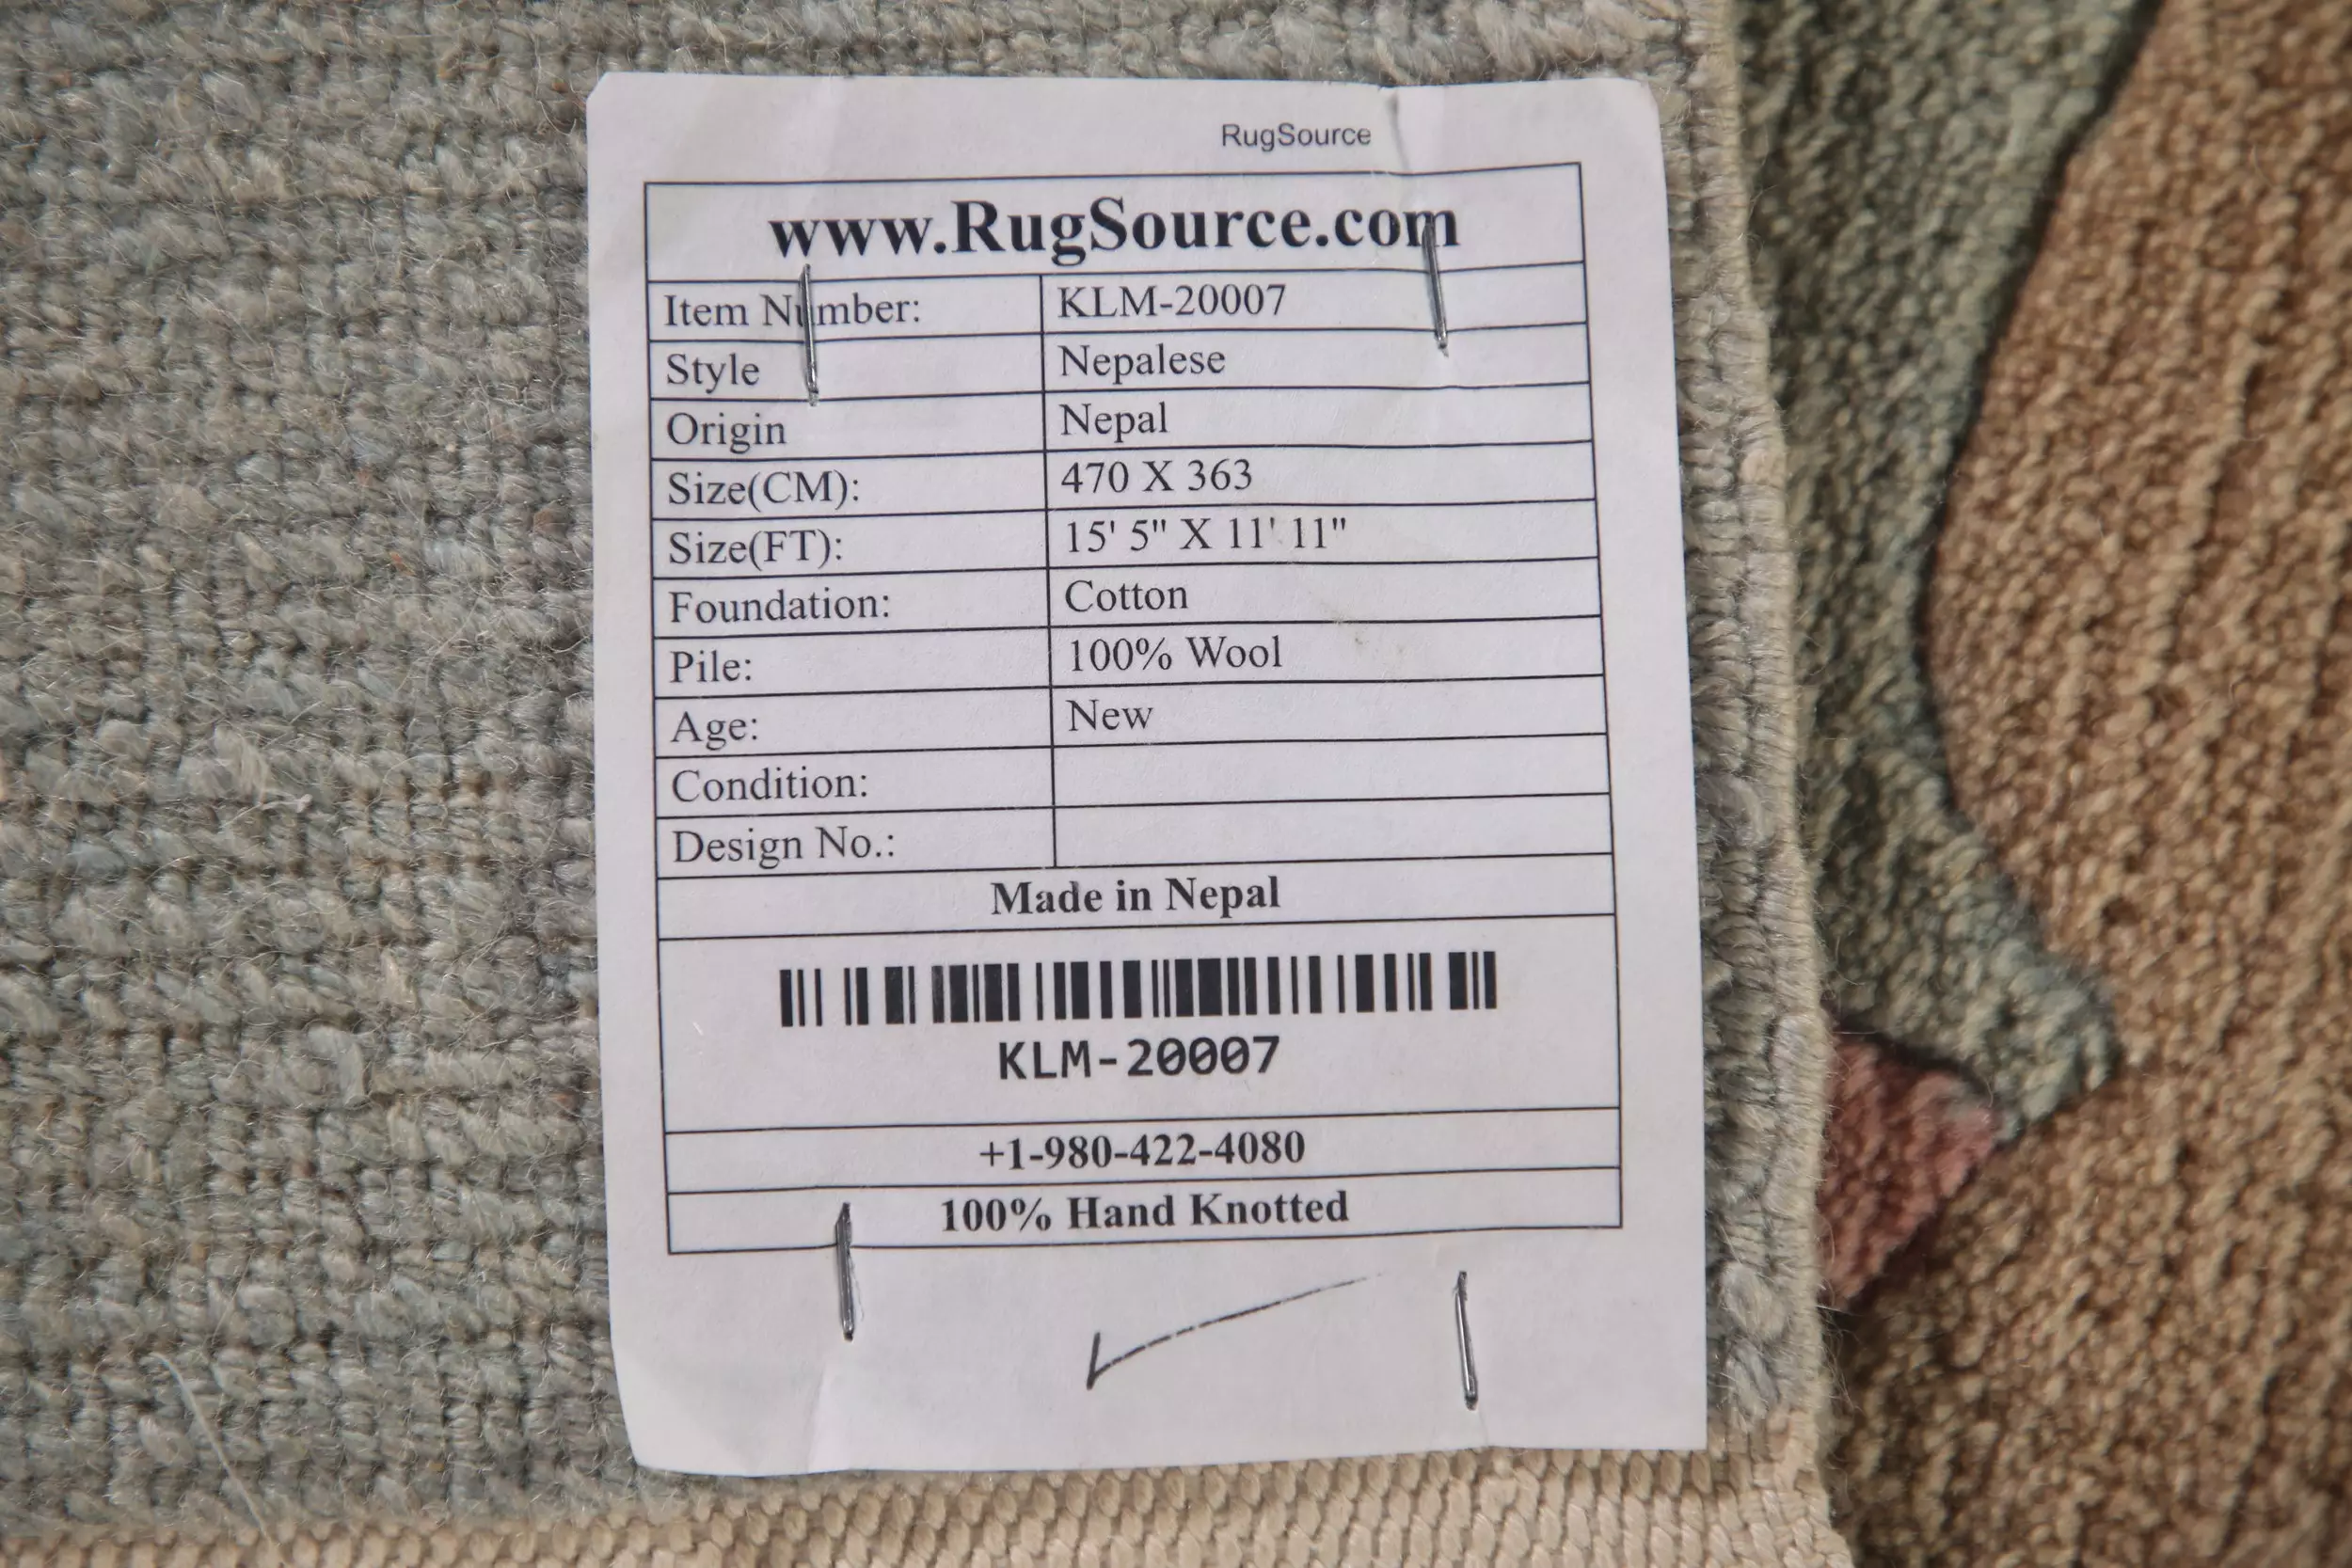 RugSource
www.RugSource.com
Item Number: KLM-20007
Style Nepalese
Origin Nepal
Size(CM): 470 X 363
Size(FT): 15' 5" X 11' 11"
Foundation: Cotton
Pile: 100% Wool
Age: New
Condition:
Design No.:
Made in Nepal
KLM-20007
+1-980-422-4080
100% Hand Knotted